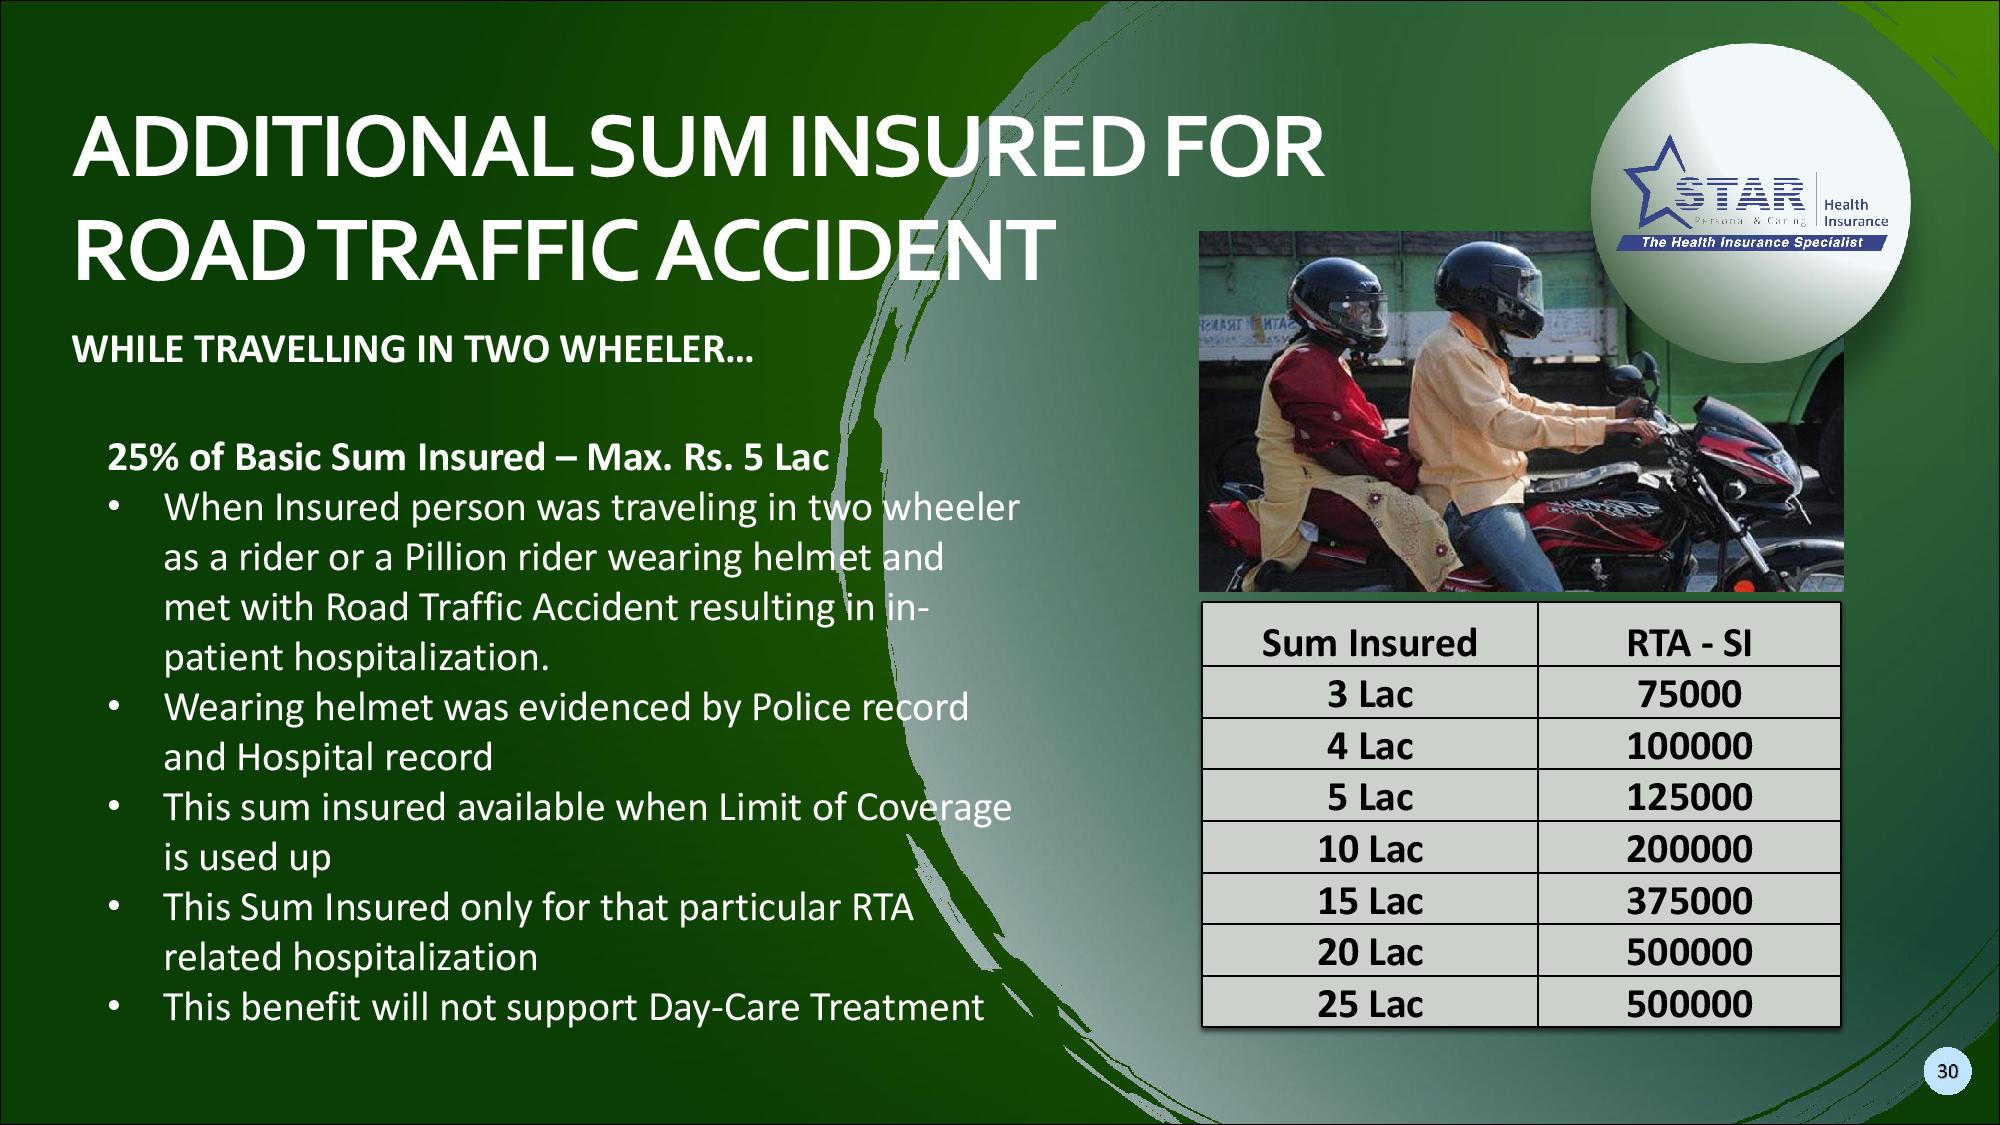 ADDITIONAL SUM INSURED FOR
ROAD TRAFFIC ACCIDENT
STAR
Personal & Caring
Health
Insurance
The Health Insurance Specialist
WHILE TRAVELLING IN TWO WHEELER...
25% of Basic Sum Insured – Max. Rs. 5 Lac
• When Insured person was traveling in two wheeler
as a rider or a Pillion rider wearing helmet and
met with Road Traffic Accident resulting in in-
patient hospitalization.
• Wearing helmet was evidenced by Police record
and Hospital record
• This sum insured available when Limit of Coverage
is used up
• This Sum Insured only for that particular RTA
related hospitalization
• This benefit will not support Day-Care Treatment
Sum Insured RTA - SI
3 Lac 75000
4 Lac 100000
5 Lac 125000
10 Lac 200000
15 Lac 375000
20 Lac 500000
25 Lac 500000
30